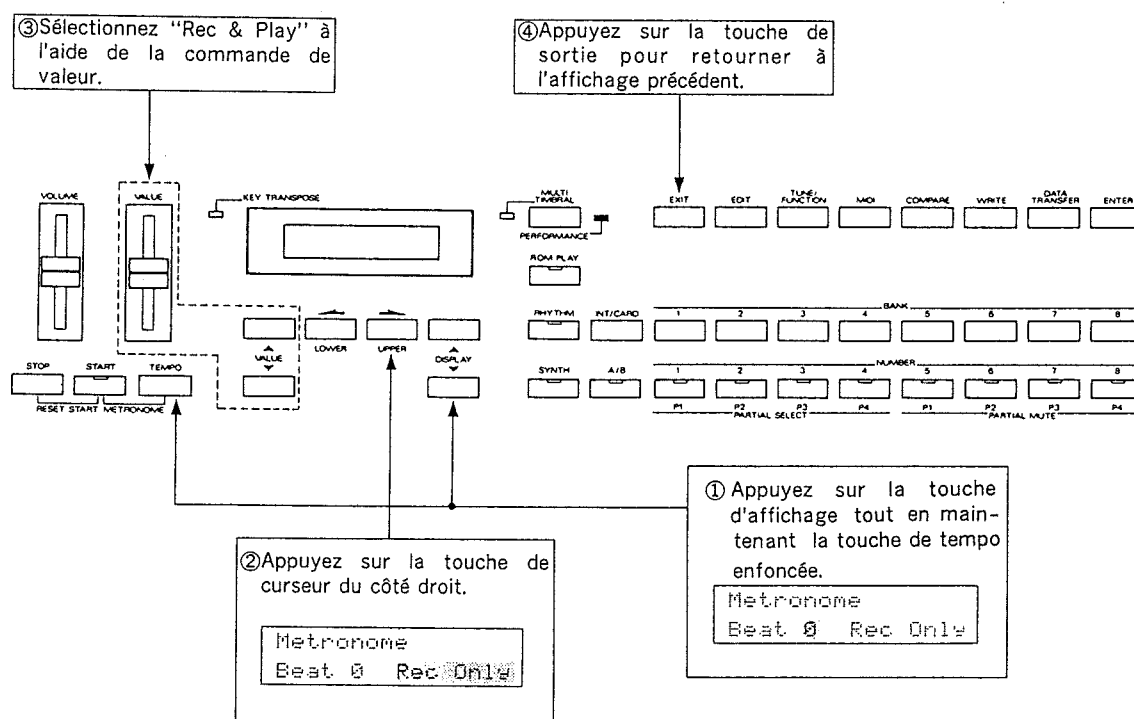 ③Sélectionnez "Rec & Play" à
l'aide de la commande de
valeur.
④Appuyez sur la touche de
sortie pour retourner à
l'affichage précédent.
VOLUME
VALUE
KEY TRANSPOSE
MULTI
TIMBRAL
PERFORMANCE
EXIT
EDIT
TUNE/
FUNCTION
MIDI
COMPARE
WRITE
DATA
TRANSFER
ENTER
ROM PLAY
RHYTHM
INT/CARD
BANK
1 2 3 4 5 6 7 8
VALUE
LOWER
UPPER
DISPLAY
STOP
START
TEMPO
RESET START
METRONOME
SYNTH
A/B
NUMBER
1 2 3 4 5 6 7 8
P1 P2 P3 P4 P1 P2 P3 P4
PARTIAL SELECT
PARTIAL MUTE
① Appuyez sur la touche
d'affichage tout en main-
tenant la touche de tempo
enfoncée.
Metronome
Beat 0 Rec Only
②Appuyez sur la touche de
curseur du côté droit.
Metronome
Beat 0 Rec Only